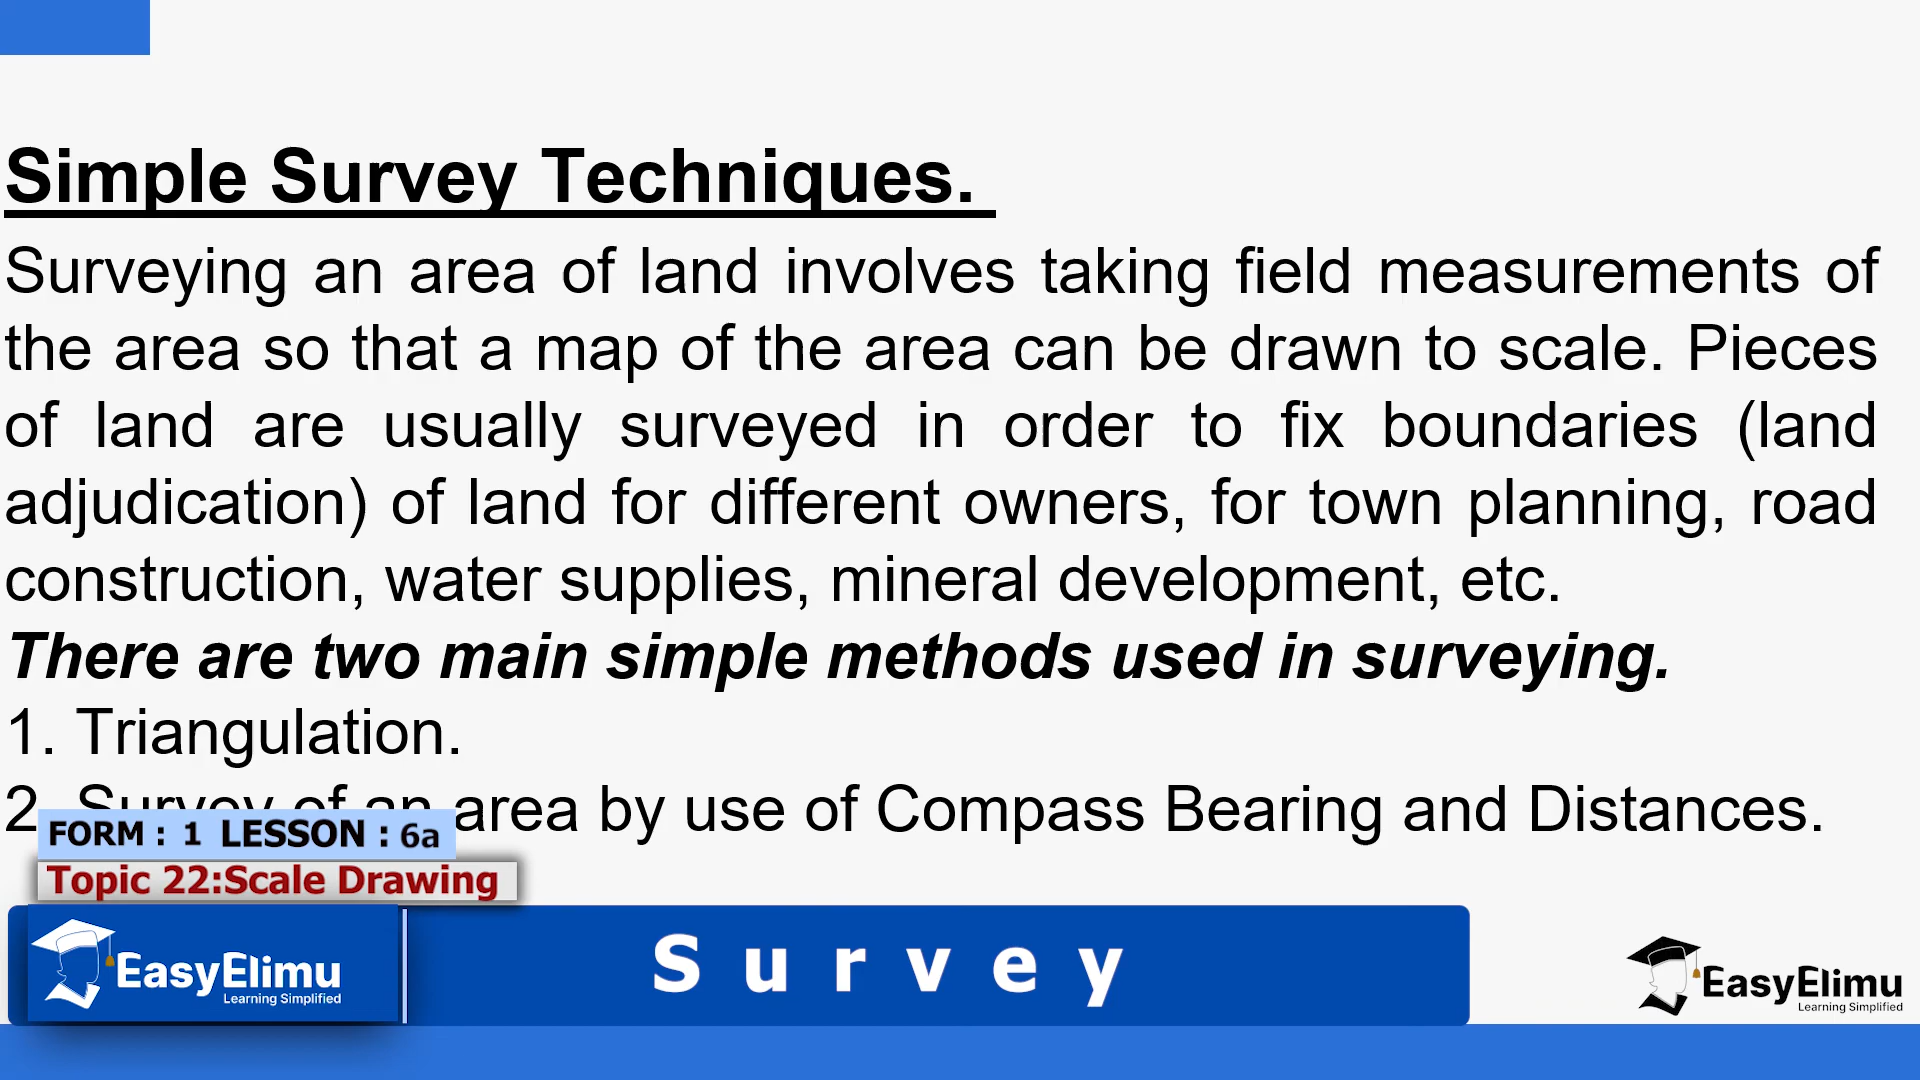 Simple Survey Techniques.
Surveying an area of land involves taking field measurements of
the area so that a map of the area can be drawn to scale. Pieces
of land are usually surveyed in order to fix boundaries (land
adjudication) of land for different owners, for town planning, road
construction, water supplies, mineral development, etc.
There are two main simple methods used in surveying.
1. Triangulation.
2. Survey of an area by use of Compass Bearing and Distances.
FORM : 1 LESSON : 6a
Topic 22:Scale Drawing
EasyElimu
Learning Simplified
Survey
EasyElimu
Learning Simplified